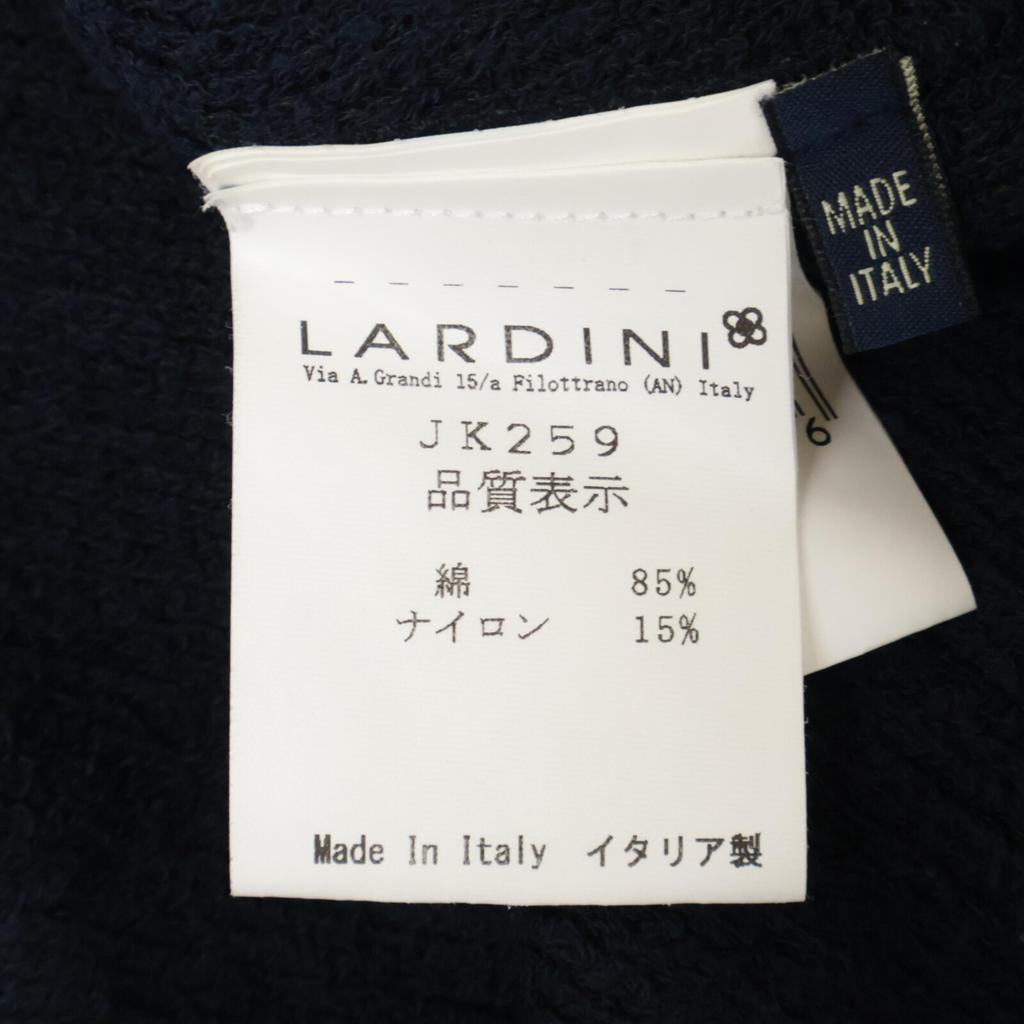 LARDINI
Via A. Grandi 15/a Filottrano (AN) Italy
JK259
品質表示
綿 85%
ナイロン 15%
Made In Italy イタリア製
MADE
IN
ITALY
6